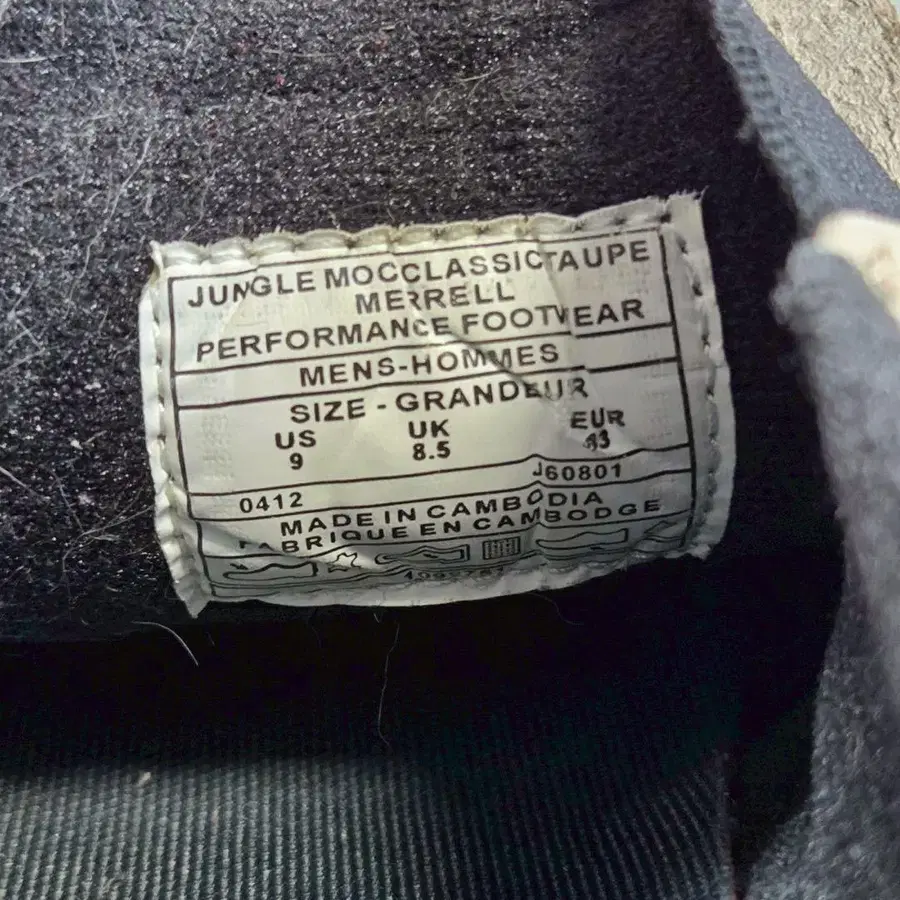 JUNGLE MOCCLASSICTAUPE
MERRELL
PERFORMANCE FOOTWEAR
MENS-HOMMES
SIZE - GRANDEUR
US UK EUR
9 8.5 43
0412 J60801
MADE IN CAMBODIA
FABRIQUE EN CAMBODGE